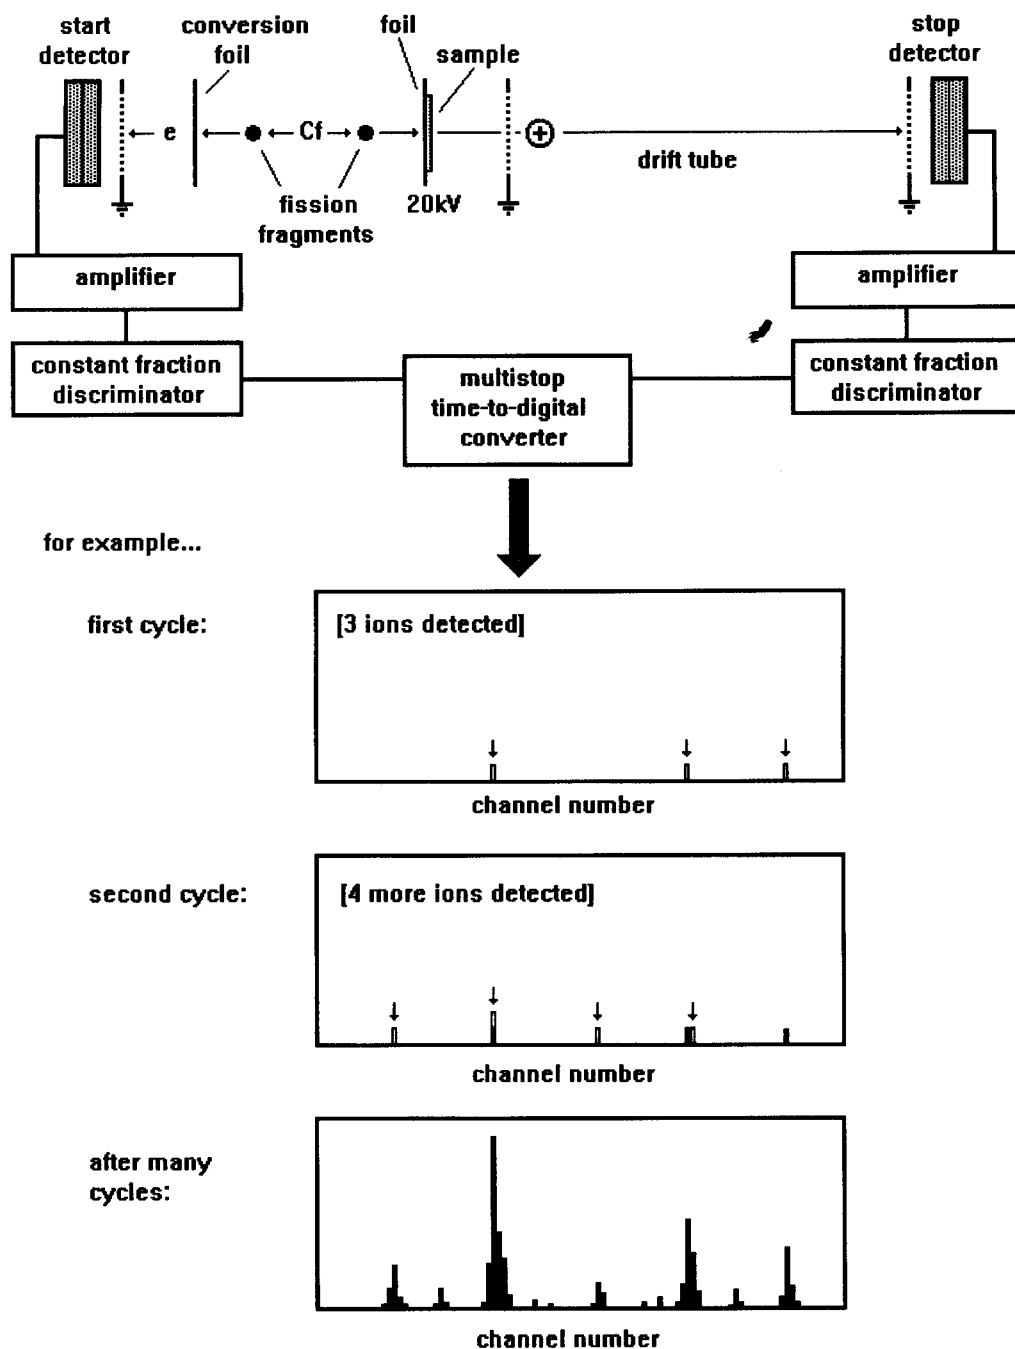 start
detector
conversion
foil
foil
sample
stop
detector
e
Cf
+
drift tube
fission
fragments
20kV
amplifier
amplifier
constant fraction
discriminator
multistop
time-to-digital
converter
constant fraction
discriminator
for example...
first cycle:
[3 ions detected]
channel number
second cycle:
[4 more ions detected]
channel number
after many
cycles:
channel number